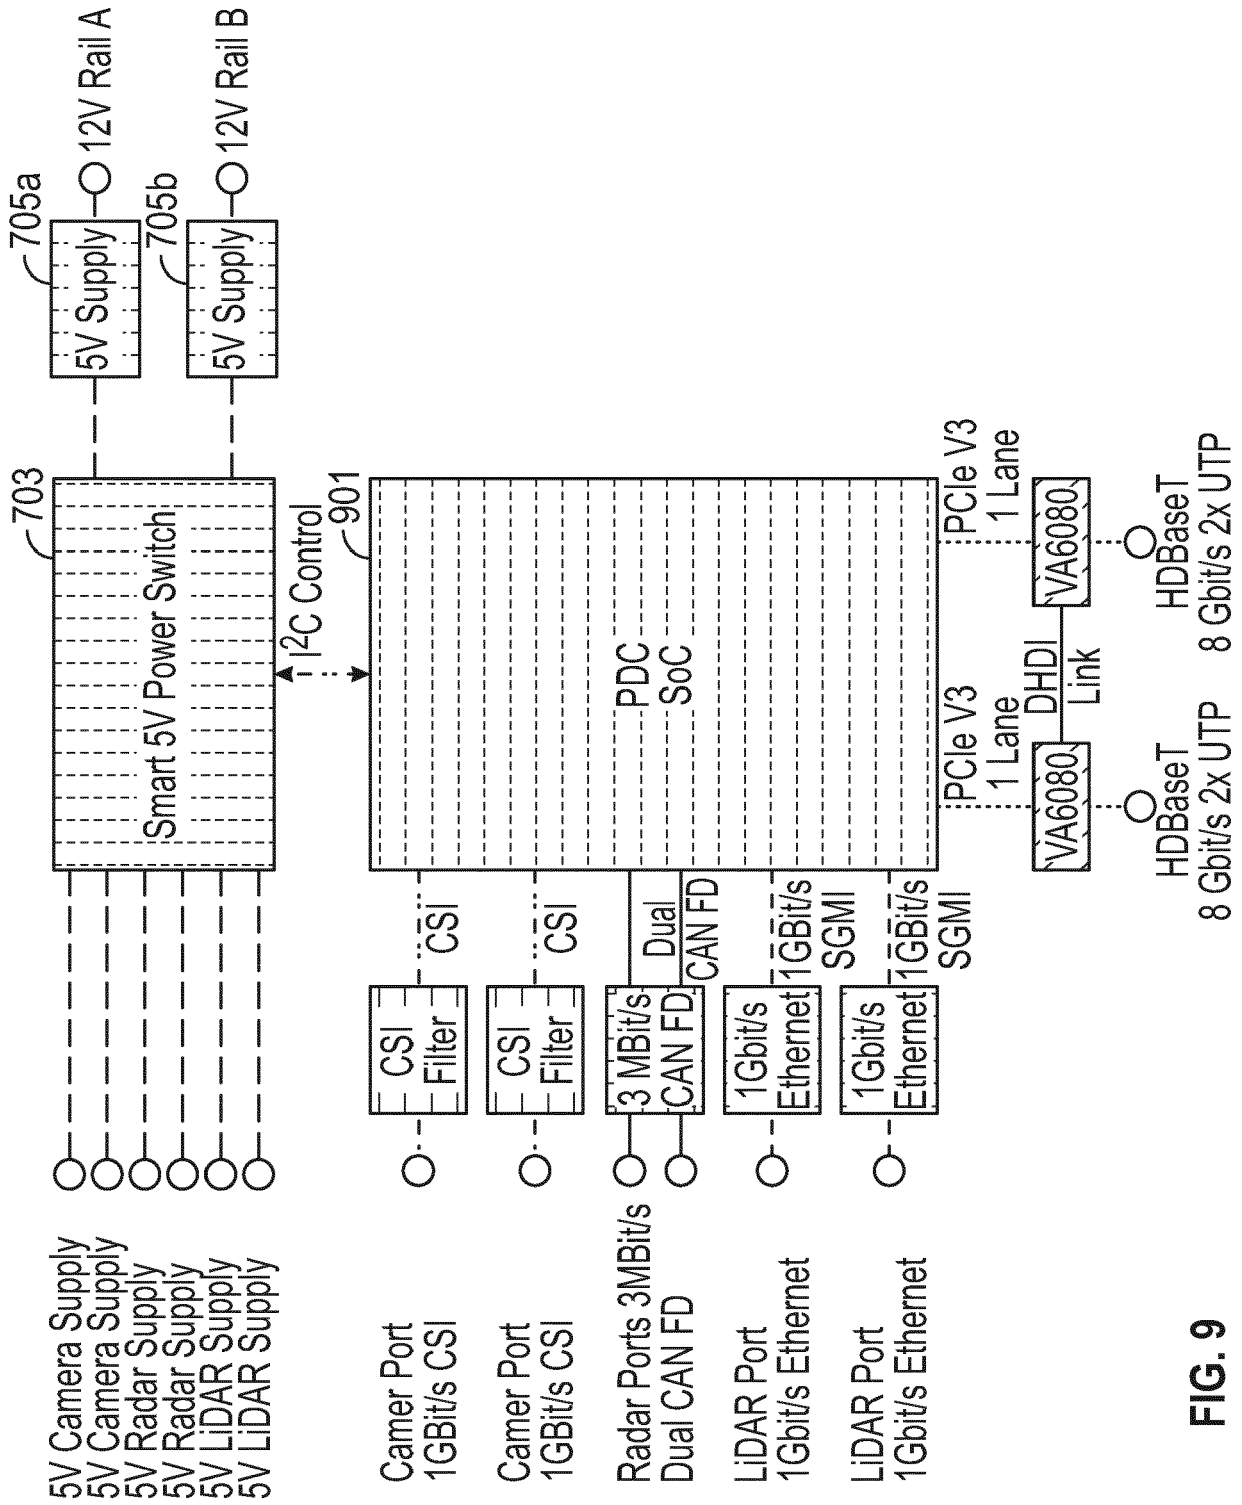 5V Camera Supply
5V Camera Supply
5V Radar Supply
5V Radar Supply
5V LiDAR Supply
5V LiDAR Supply
703
Smart 5V Power Switch
705a
5V Supply
12V Rail A
705b
5V Supply
12V Rail B
I2C Control
901
PDC
SoC
Camer Port
1GBit/s CSI
CSI
Filter
CSI
Camer Port
1GBit/s CSI
CSI
Filter
CSI
Radar Ports 3MBit/s
Dual CAN FD
3 MBit/s
CAN FD
Dual
CAN FD
LiDAR Port
1Gbit/s Ethernet
1Gbit/s
Ethernet
1GBit/s
SGMI
LiDAR Port
1Gbit/s Ethernet
1Gbit/s
Ethernet
1GBit/s
SGMI
PCIe V3
1 Lane
PCIe V3
1 Lane
VA6080
DHDI
Link
VA6080
HDBaseT
8 Gbit/s 2x UTP
HDBaseT
8 Gbit/s 2x UTP
FIG. 9